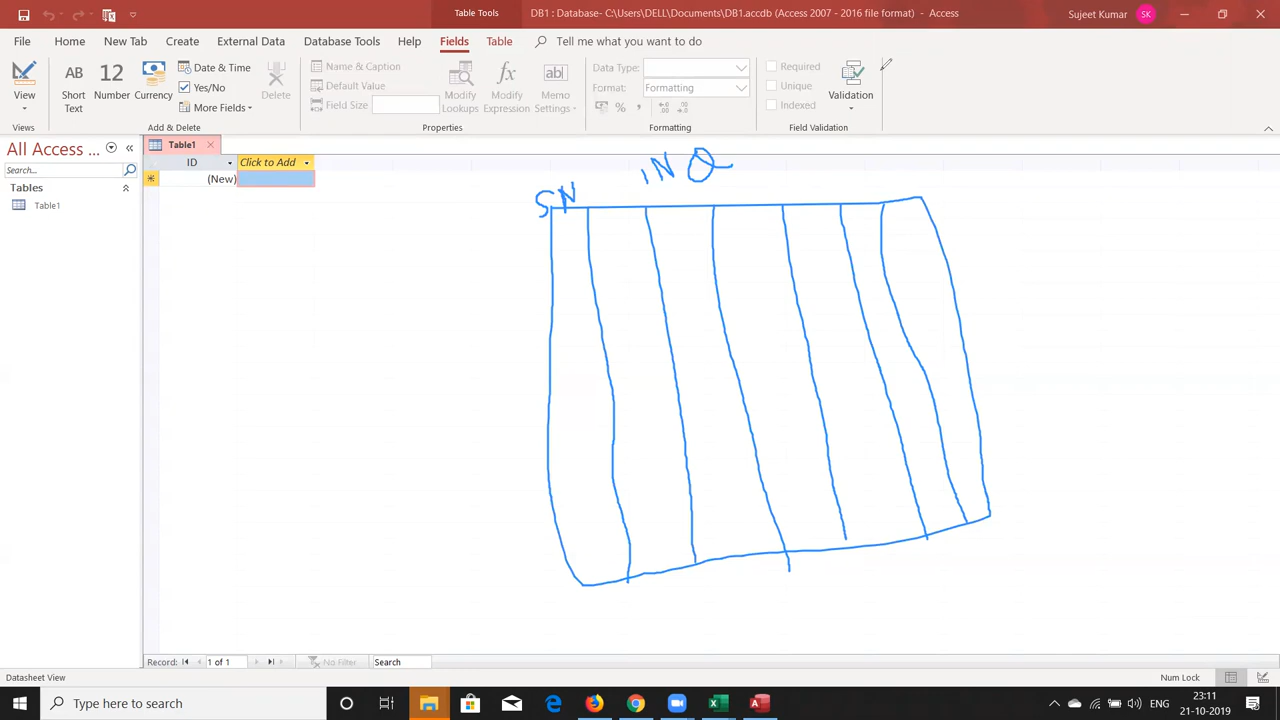 Table Tools
DB1 : Database- C:\Users\DELL\Documents\DB1.accdb (Access 2007 - 2016 file format) - Access
Sujeet Kumar
SK
File Home New Tab Create External Data Database Tools Help Fields Table Tell me what you want to do
View
AB Short Text
12 Number
Currency
Date & Time
Yes/No
More Fields
Delete
Name & Caption
Default Value
Field Size
Modify Lookups
fx Modify Expression
ab Memo Settings
Data Type:
Format: Formatting
%
Required
Unique
Indexed
Validation
Views Add & Delete Properties Formatting Field Validation
All Access ...
Search...
Tables
Table1
Table1
ID Click to Add
(New)
SN
Record: 1 of 1 No Filter Search
Datasheet View
Num Lock
Type here to search
ENG
23:11
21-10-2019